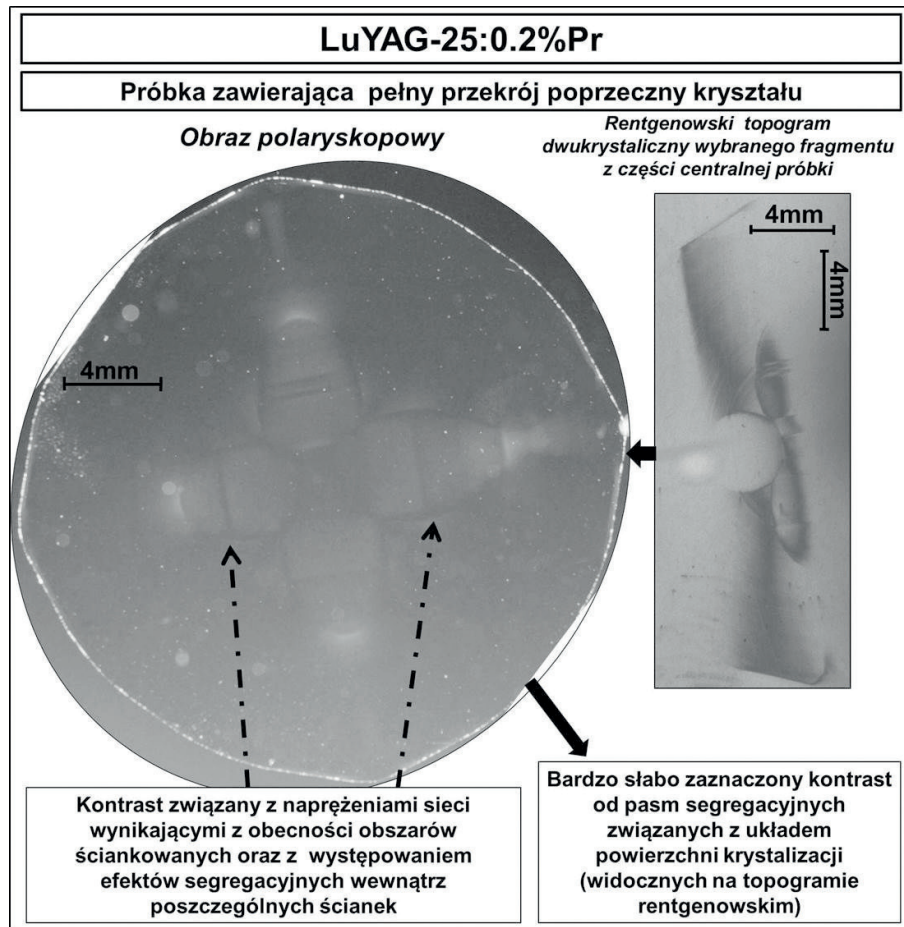 LuYAG-25:0.2%Pr
Próbka zawierająca pełny przekrój poprzeczny kryształu
Obraz polaryskopowy
Rentgenowski topogram
dwukrystaliczny wybranego fragmentu
z części centralnej próbki
4mm
4mm
4mm
Kontrast związany z naprężeniami sieci
wynikającymi z obecności obszarów
ściankowanych oraz z występowaniem
efektów segregacyjnych wewnątrz
poszczególnych ścianek
Bardzo słabo zaznaczony kontrast
od pasm segregacyjnych
związanych z układem
powierzchni krystalizacji
(widocznych na topogramie
rentgenowskim)